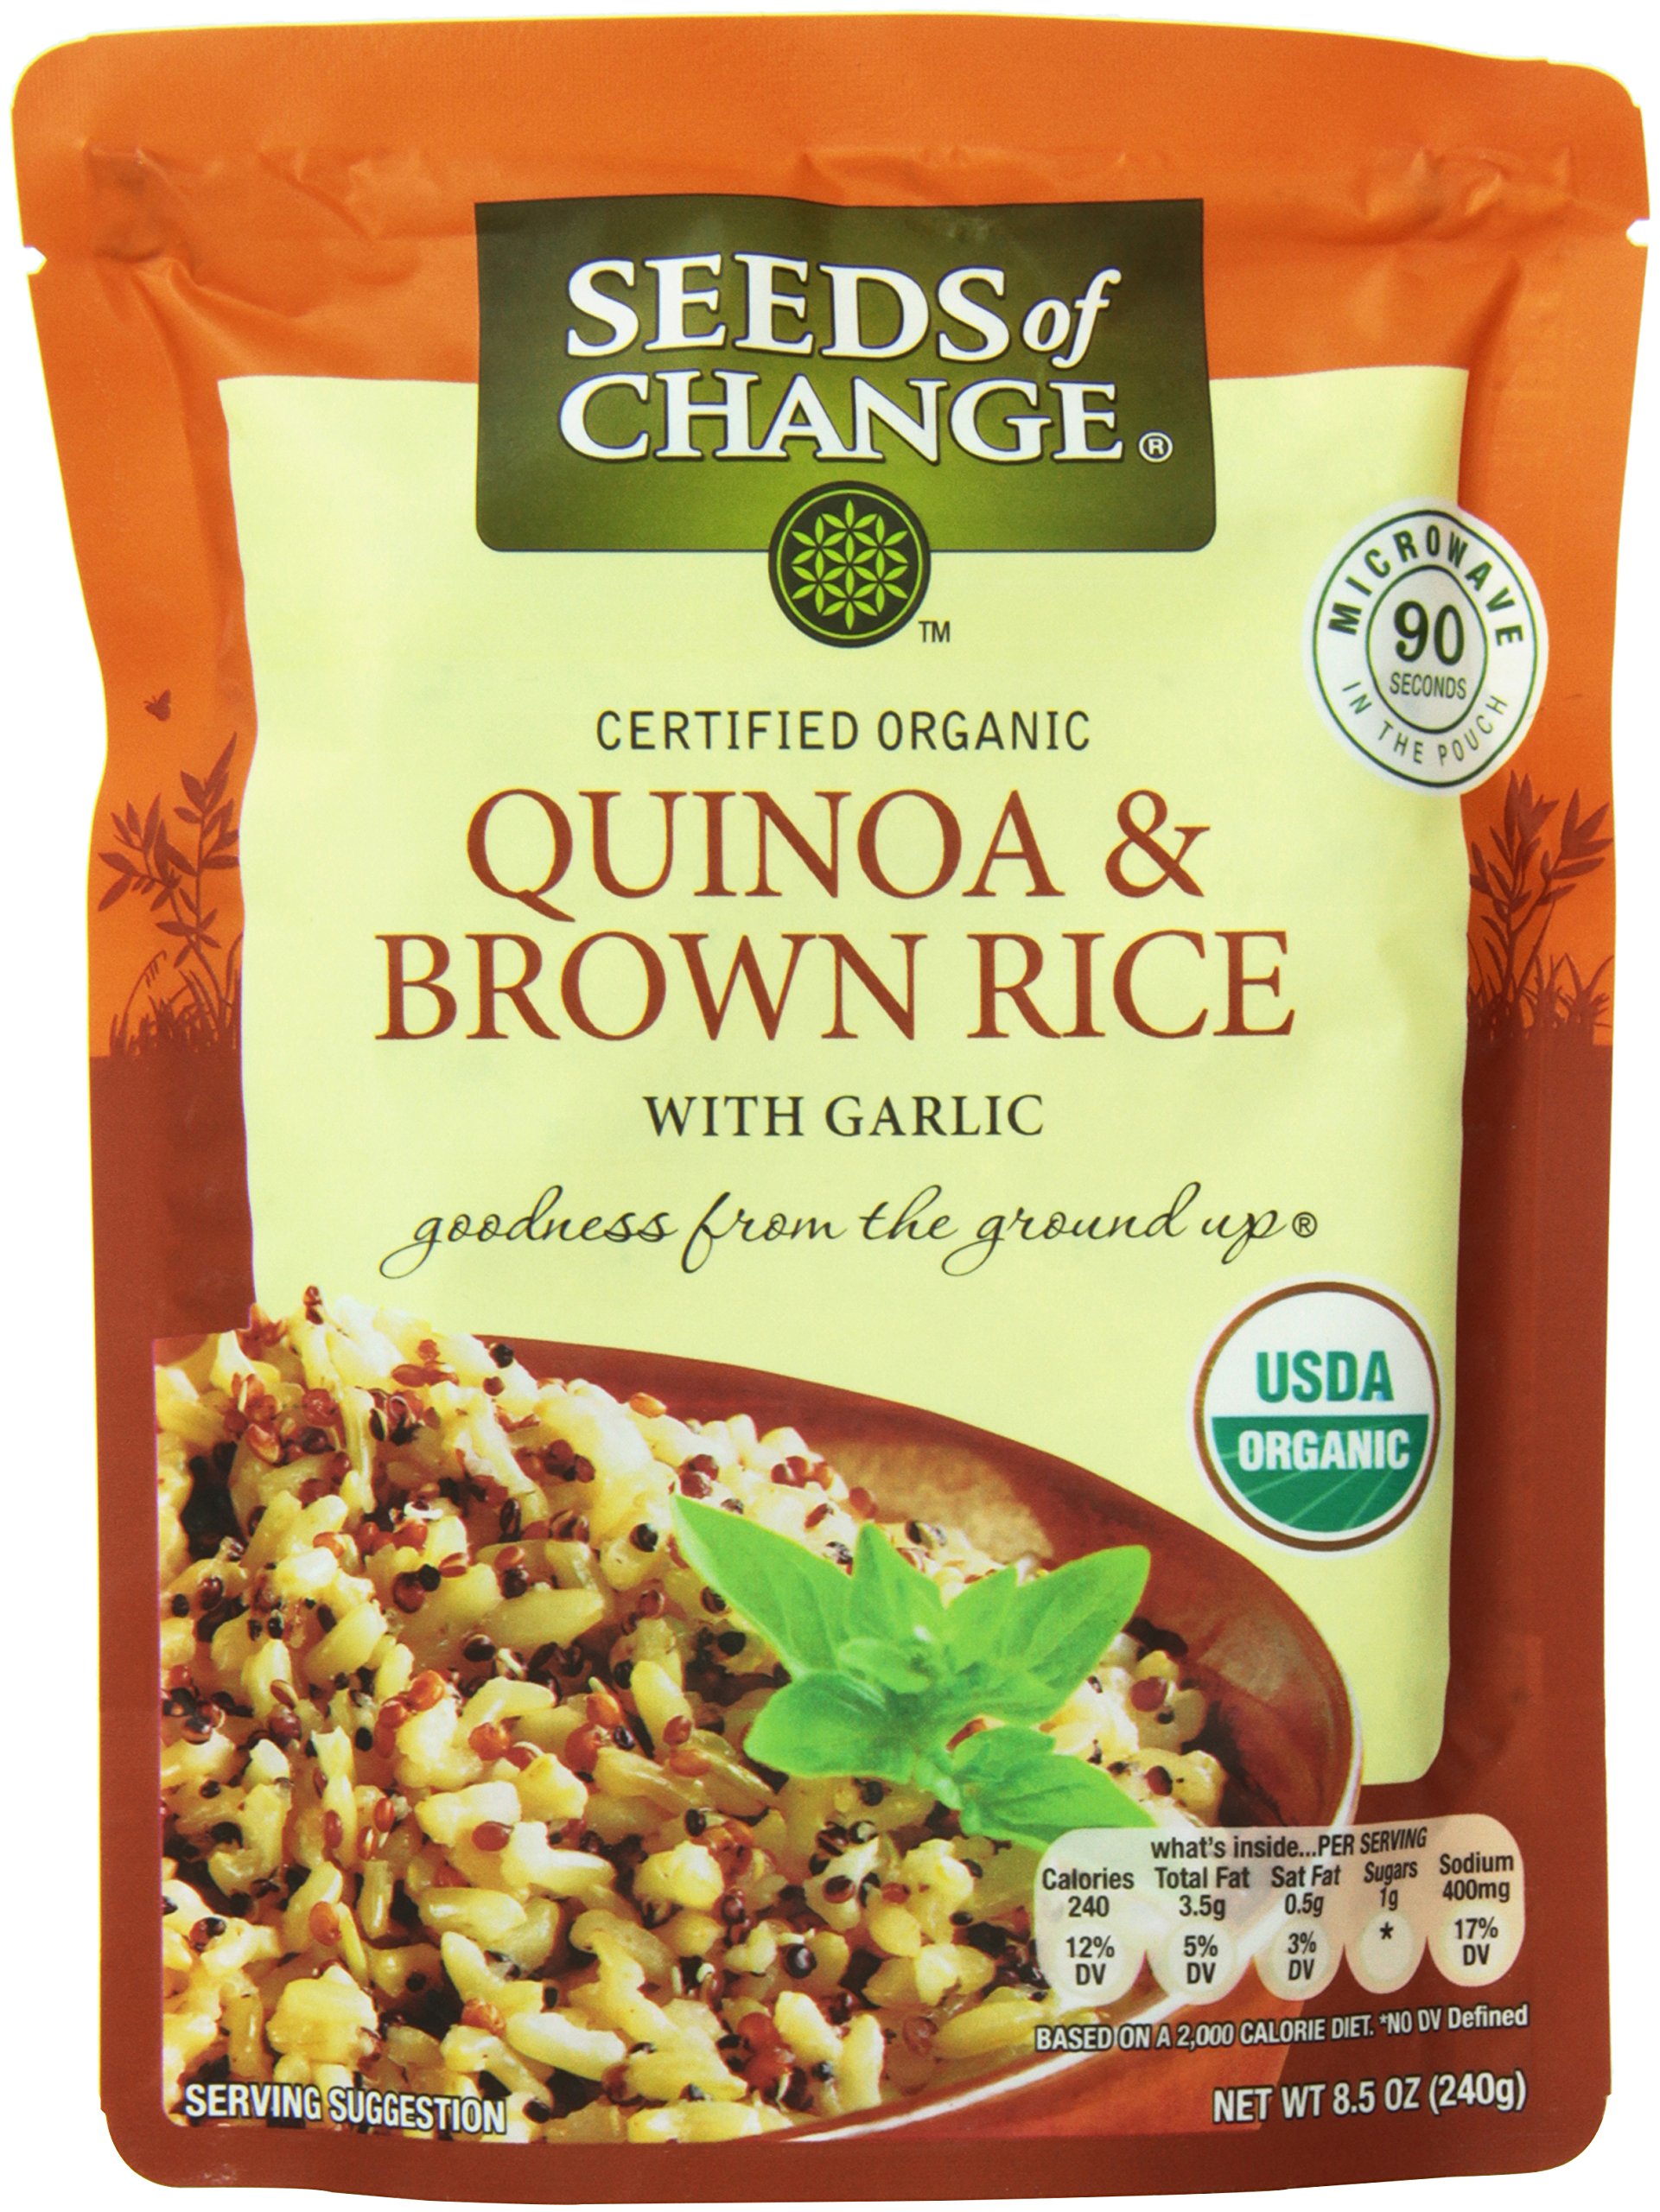 SEEDS of
CHANGE®
TM
MICROWAVE
90
SECONDS
IN THE POUCH
CERTIFIED ORGANIC
QUINOA &
BROWN RICE
WITH GARLIC
goodness from the ground up®
USDA
ORGANIC
what's inside...PER SERVING
Calories Total Fat Sat Fat Sugars Sodium
240 3.5g 0.5g 1g 400mg
12% 5% 3% * 17%
DV DV DV DV
BASED ON A 2,000 CALORIE DIET. *NO DV Defined
SERVING SUGGESTION
NET WT 8.5 OZ (240g)